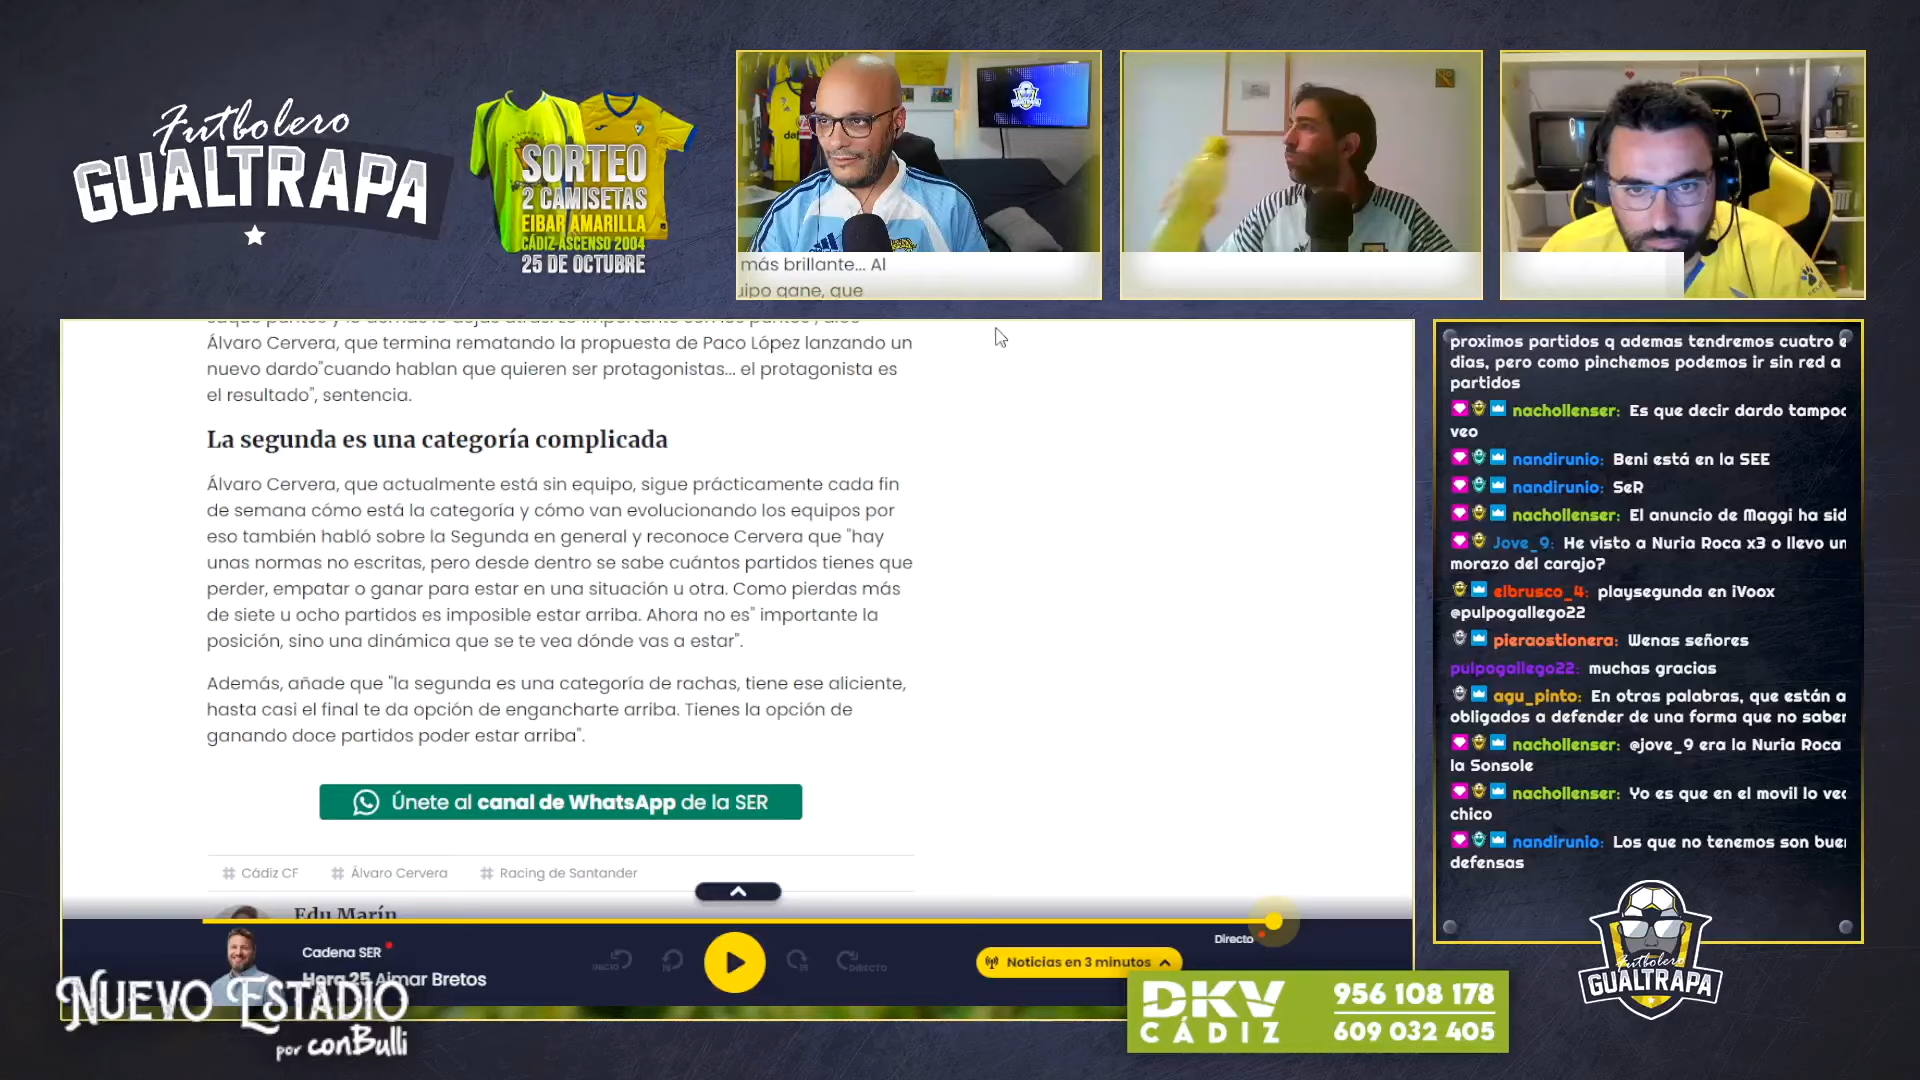 Futbolero
GUALTRAPA
SORTEO
2 CAMISETAS
EIBAR AMARILLA
CÁDIZ ASCENSO 2004
25 DE OCTUBRE
más brillante... Al
uipo gane, que
Álvaro Cervera, que termina rematando la propuesta de Paco López lanzando un
nuevo dardo"cuando hablan que quieren ser protagonistas... el protagonista es
el resultado", sentencia.
La segunda es una categoría complicada
Álvaro Cervera, que actualmente está sin equipo, sigue prácticamente cada fin
de semana cómo está la categoría y cómo van evolucionando los equipos por
eso también habló sobre la Segunda en general y reconoce Cervera que "hay
unas normas no escritas, pero desde dentro se sabe cuántos partidos tienes que
perder, empatar o ganar para estar en una situación u otra. Como pierdas más
de siete u ocho partidos es imposible estar arriba. Ahora no es" importante la
posición, sino una dinámica que se te vea dónde vas a estar".
Además, añade que "la segunda es una categoría de rachas, tiene ese aliciente,
hasta casi el final te da opción de engancharte arriba. Tienes la opción de
ganando doce partidos poder estar arriba".
Únete al canal de WhatsApp de la SER
# Cádiz CF # Álvaro Cervera # Racing de Santander
Edu Marín
Cadena SER
Hora 25 Aimar Bretos
INICIO
DIRECTO
Noticias en 3 minutos
Directo
NUEVO ESTADIO
por conBulli
DKV
CÁDIZ
956 108 178
609 032 405
proximos partidos q ademas tendremos cuatro e
dias, pero como pinchemos podemos ir sin red a
partidos
nachollenser: Es que decir dardo tampoc
veo
nandirunio: Beni está en la SEE
nandirunio: SeR
nachollenser: El anuncio de Maggi ha sid
Jove_9: He visto a Nuria Roca x3 o llevo un
morazo del carajo?
elbrusco_4: playsegunda en iVoox
@pulpogallego22
pieraostionera: Wenas señores
pulpogallego22: muchas gracias
agu_pinto: En otras palabras, que están a
obligados a defender de una forma que no saben
nachollenser: @jove_9 era la Nuria Roca
la Sonsole
nachollenser: Yo es que en el movil lo veo
chico
nandirunio: Los que no tenemos son buen
defensas
Futbolero
GUALTRAPA